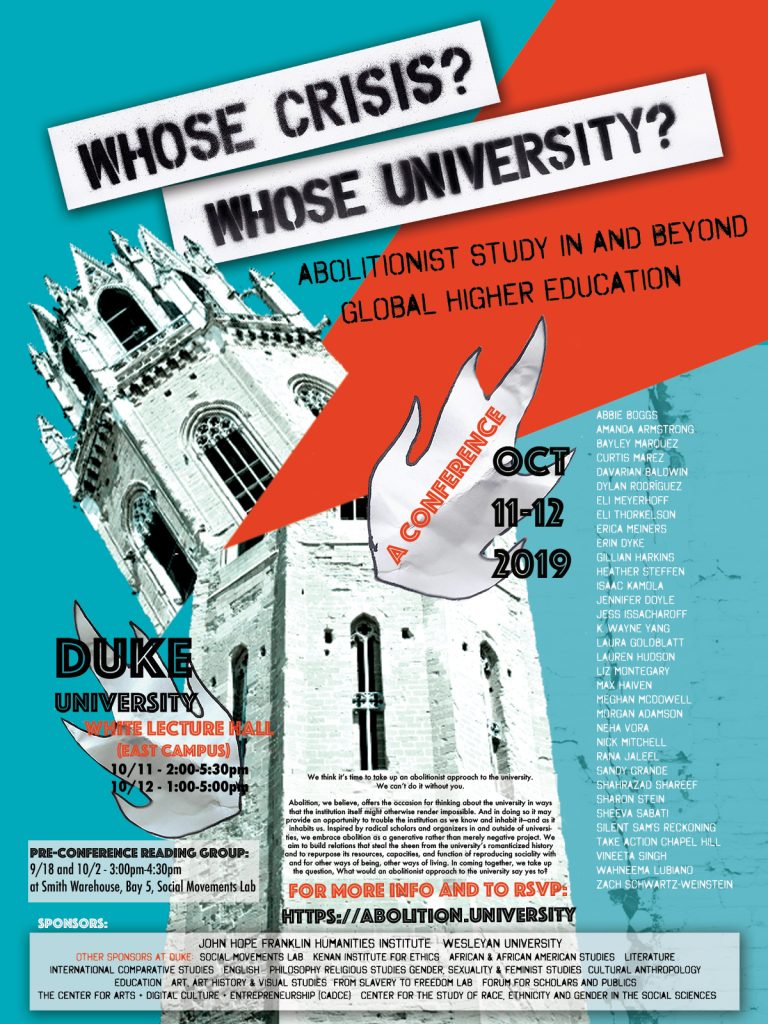 WHOSE CRISIS?
WHOSE UNIVERSITY?
ABOLITIONIST STUDY IN AND BEYOND
GLOBAL HIGHER EDUCATION
A CONFERENCE
OCT
11-12
2019
ABBIE BOGGS
AMANDA ARMSTRONG
BAYLEY MARQUEZ
CURTIS MAREZ
DAVARIAN BALDWIN
DYLAN RODRÍGUEZ
ELI MEYERHOFF
ELI THORKELSON
ERICA MEINERS
ERIN DYKE
GILLIAN HARKINS
HEATHER STEFFEN
ISAAC KAMOLA
JENNIFER DOYLE
JESS ISSACHAROFF
K. WAYNE YANG
LAURA GOLDBLATT
LAUREN HUDSON
LIZ MONTEGARY
MAX HAIVEN
MEGHAN MCDOWELL
MORGAN ADAMSON
NEHA VORA
NICK MITCHELL
RANA JALEEL
SANDY GRANDE
SHAHRAZAD SHAREEF
SHARON STEIN
SHEEVA SABATI
SILENT SAM'S RECKONING
TAKE ACTION CHAPEL HILL
VINEETA SINGH
WAHNEEMA LUBIANO
ZACH SCHWARTZ-WEINSTEIN
DUKE
UNIVERSITY
WHITE LECTURE HALL
(EAST CAMPUS)
10/11 - 2:00-5:30pm
10/12 - 1:00-5:00pm
PRE-CONFERENCE READING GROUP:
9/18 and 10/2 - 3:00pm-4:30pm
at Smith Warehouse, Bay 5, Social Movements Lab
We think it's time to take up an abolitionist approach to the university.
We can't do it without you.
Abolition, we believe, offers the occasion for thinking about the university in ways
that the institution itself might otherwise render impossible. And in doing so it may
provide an opportunity to trouble the institution as we know and inhabit it—and as it
inhabits us. Inspired by radical scholars and organizers in and outside of universi-
ties, we embrace abolition as a generative rather than merely negative project. We
aim to build relations that steal the sheen from the university's romanticized history
and to repurpose its resources, capacities, and function of reproducing sociality with
and for other ways of being, other ways of living. In coming together, we take up
the question, What would an abolitionist approach to the university say yes to?
FOR MORE INFO AND TO RSVP:
HTTPS://ABOLITION.UNIVERSITY
SPONSORS:
JOHN HOPE FRANKLIN HUMANITIES INSTITUTE WESLEYAN UNIVERSITY
OTHER SPONSORS AT DUKE: SOCIAL MOVEMENTS LAB KENAN INSTITUTE FOR ETHICS AFRICAN & AFRICAN AMERICAN STUDIES LITERATURE
INTERNATIONAL COMPARATIVE STUDIES ENGLISH PHILOSOPHY RELIGIOUS STUDIES GENDER, SEXUALITY & FEMINIST STUDIES CULTURAL ANTHROPOLOGY
EDUCATION ART, ART HISTORY & VISUAL STUDIES FROM SLAVERY TO FREEDOM LAB FORUM FOR SCHOLARS AND PUBLICS
THE CENTER FOR ARTS + DIGITAL CULTURE + ENTREPRENEURSHIP (CADCE) CENTER FOR THE STUDY OF RACE, ETHNICITY AND GENDER IN THE SOCIAL SCIENCES